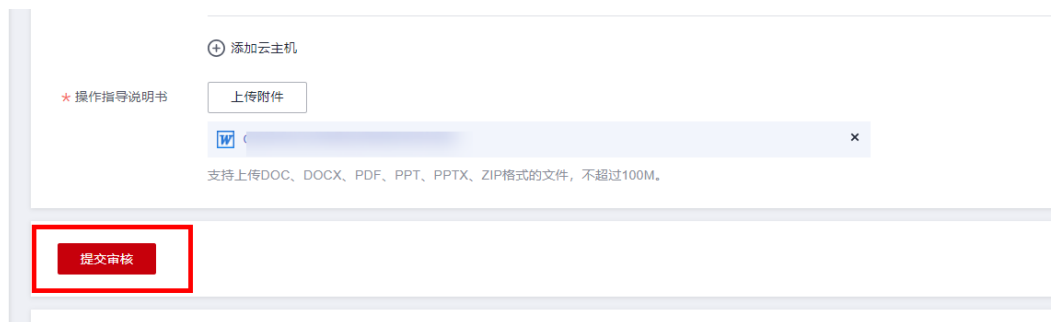 添加云主机
* 操作指导说明书
上传附件
支持上传DOC、DOCX、PDF、PPT、PPTX、ZIP格式的文件，不超过100M。
提交审核